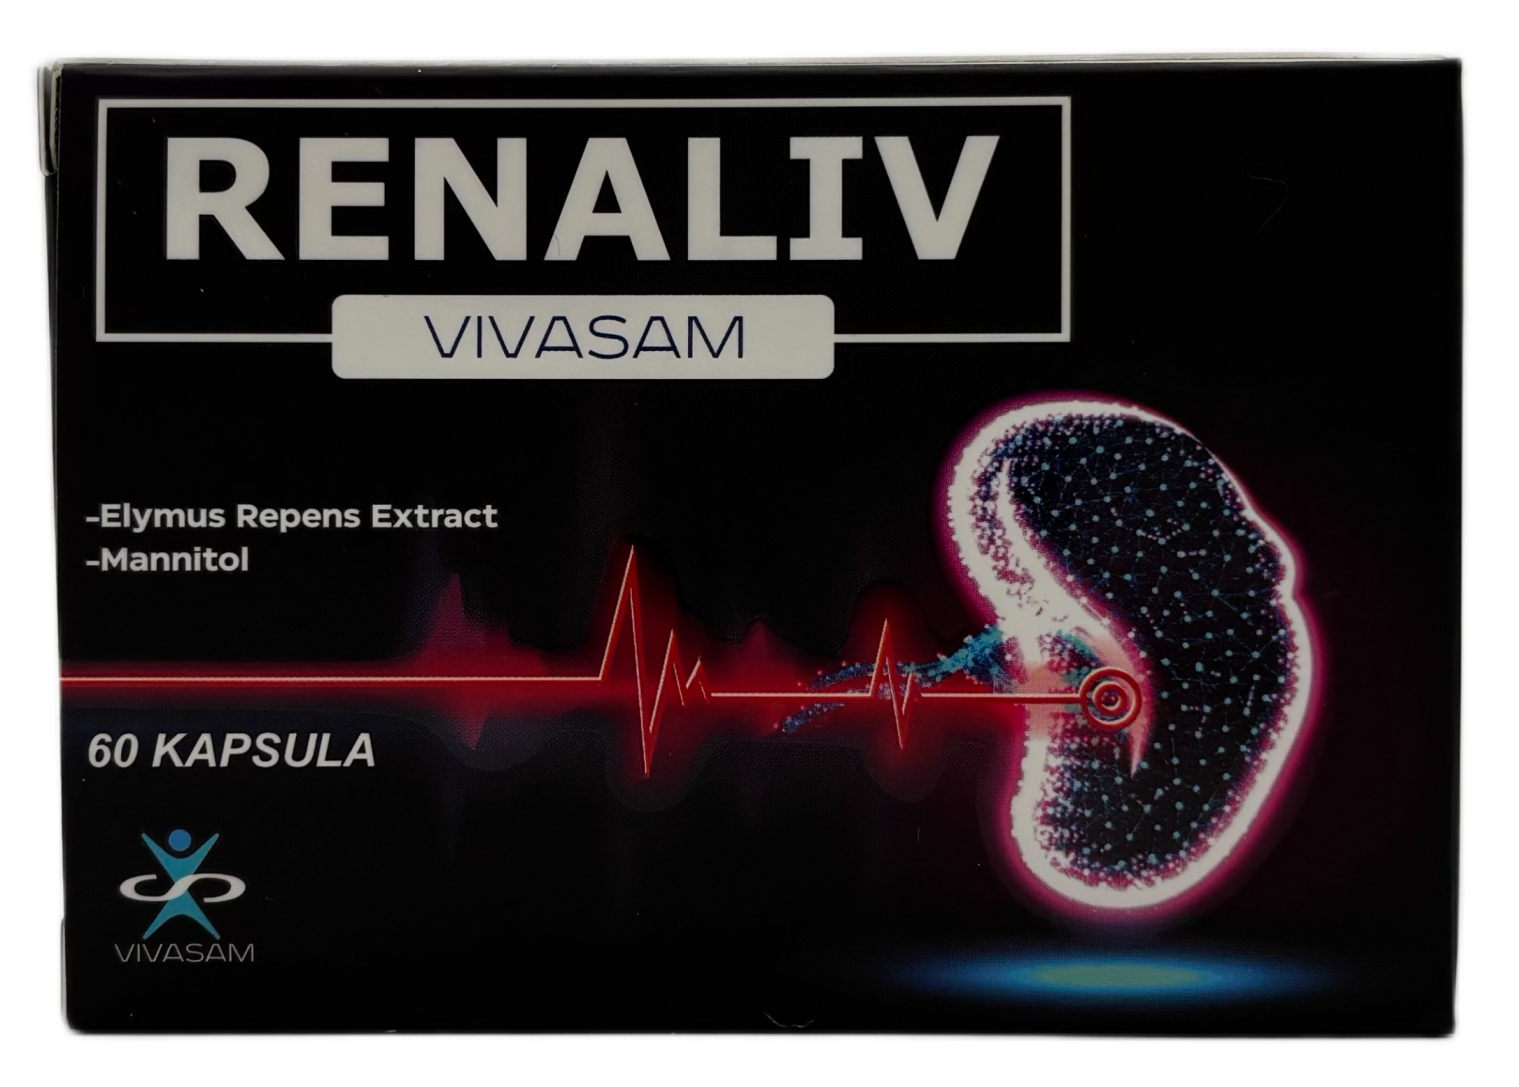 RENALIV
VIVASAM
-Elymus Repens Extract
-Mannitol
60 KAPSULA
VIVASAM